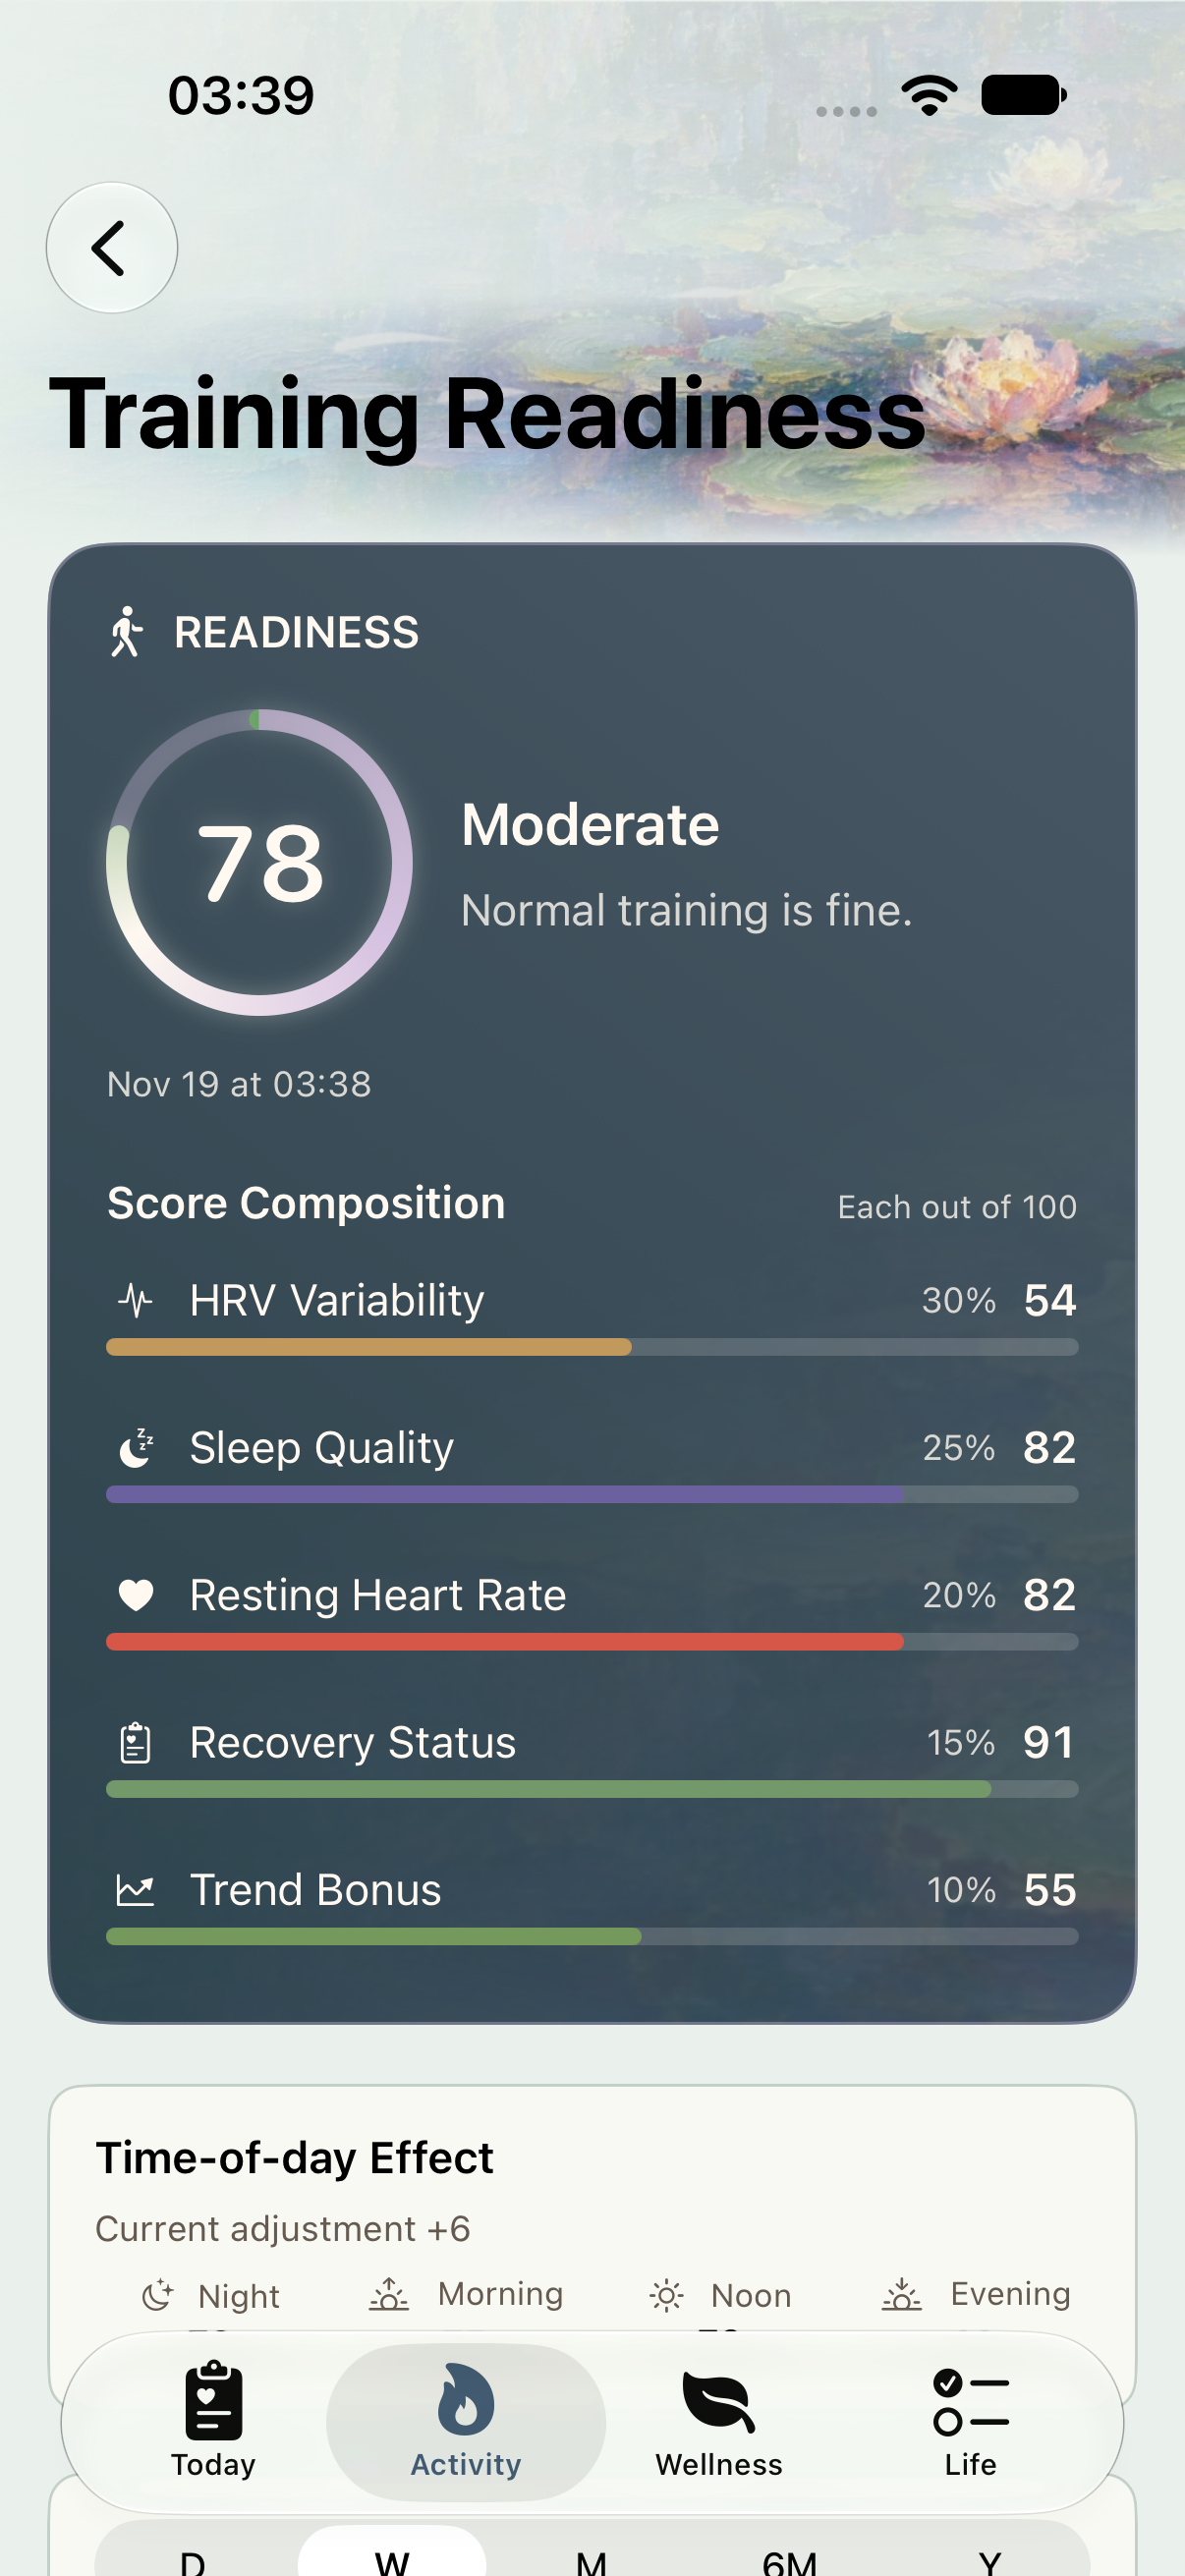 03:39
Training Readiness
READINESS
78
Moderate
Normal training is fine.
Nov 19 at 03:38
Score Composition
Each out of 100
HRV Variability 30% 54
Sleep Quality 25% 82
Resting Heart Rate 20% 82
Recovery Status 15% 91
Trend Bonus 10% 55
Time-of-day Effect
Current adjustment +6
Night Morning Noon Evening
Today Activity Wellness Life
D W M 6M Y